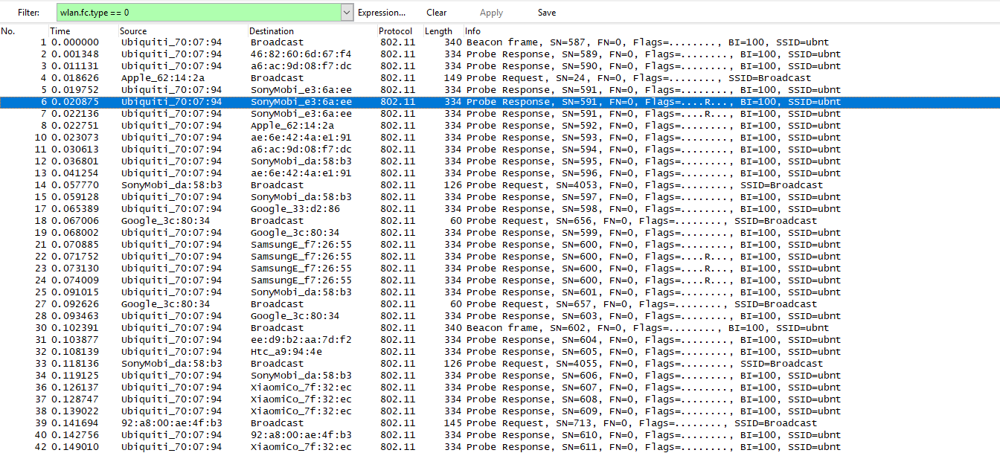 Filter: wlan.fc.type == 0 Expression... Clear Apply Save
No. Time Source Destination Protocol Length Info
1 0.000000 Ubiquiti_70:07:94 Broadcast 802.11 340 Beacon frame, SN=587, FN=0, Flags=........, BI=100, SSID=ubnt
2 0.001348 Ubiquiti_70:07:94 46:82:60:6d:67:f4 802.11 334 Probe Response, SN=589, FN=0, Flags=........, BI=100, SSID=ubnt
3 0.011131 Ubiquiti_70:07:94 a6:ac:9d:08:f7:dc 802.11 334 Probe Response, SN=590, FN=0, Flags=........, BI=100, SSID=ubnt
4 0.018626 Apple_62:14:2a Broadcast 802.11 149 Probe Request, SN=24, FN=0, Flags=........, SSID=Broadcast
5 0.019752 Ubiquiti_70:07:94 SonyMobi_e3:6a:ee 802.11 334 Probe Response, SN=591, FN=0, Flags=........, BI=100, SSID=ubnt
6 0.020875 Ubiquiti_70:07:94 SonyMobi_e3:6a:ee 802.11 334 Probe Response, SN=591, FN=0, Flags=....R..., BI=100, SSID=ubnt
7 0.022136 Ubiquiti_70:07:94 SonyMobi_e3:6a:ee 802.11 334 Probe Response, SN=591, FN=0, Flags=....R..., BI=100, SSID=ubnt
8 0.022751 Ubiquiti_70:07:94 Apple_62:14:2a 802.11 334 Probe Response, SN=592, FN=0, Flags=........, BI=100, SSID=ubnt
10 0.023073 Ubiquiti_70:07:94 ae:6e:42:4a:e1:91 802.11 334 Probe Response, SN=593, FN=0, Flags=........, BI=100, SSID=ubnt
11 0.030613 Ubiquiti_70:07:94 a6:ac:9d:08:f7:dc 802.11 334 Probe Response, SN=594, FN=0, Flags=........, BI=100, SSID=ubnt
12 0.036801 Ubiquiti_70:07:94 SonyMobi_da:58:b3 802.11 334 Probe Response, SN=595, FN=0, Flags=........, BI=100, SSID=ubnt
13 0.041254 Ubiquiti_70:07:94 ae:6e:42:4a:e1:91 802.11 334 Probe Response, SN=596, FN=0, Flags=........, BI=100, SSID=ubnt
14 0.057770 SonyMobi_da:58:b3 Broadcast 802.11 126 Probe Request, SN=4053, FN=0, Flags=........, SSID=Broadcast
15 0.059128 Ubiquiti_70:07:94 SonyMobi_da:58:b3 802.11 334 Probe Response, SN=597, FN=0, Flags=........, BI=100, SSID=ubnt
17 0.065389 Ubiquiti_70:07:94 Google_33:d2:86 802.11 334 Probe Response, SN=598, FN=0, Flags=........, BI=100, SSID=ubnt
18 0.067006 Google_3c:80:34 Broadcast 802.11 60 Probe Request, SN=656, FN=0, Flags=........, SSID=Broadcast
19 0.068002 Ubiquiti_70:07:94 Google_3c:80:34 802.11 334 Probe Response, SN=599, FN=0, Flags=........, BI=100, SSID=ubnt
21 0.070885 Ubiquiti_70:07:94 SamsungE_f7:26:55 802.11 334 Probe Response, SN=600, FN=0, Flags=........, BI=100, SSID=ubnt
22 0.071752 Ubiquiti_70:07:94 SamsungE_f7:26:55 802.11 334 Probe Response, SN=600, FN=0, Flags=....R..., BI=100, SSID=ubnt
23 0.073130 Ubiquiti_70:07:94 SamsungE_f7:26:55 802.11 334 Probe Response, SN=600, FN=0, Flags=....R..., BI=100, SSID=ubnt
24 0.074009 Ubiquiti_70:07:94 SamsungE_f7:26:55 802.11 334 Probe Response, SN=600, FN=0, Flags=....R..., BI=100, SSID=ubnt
25 0.091015 Ubiquiti_70:07:94 SonyMobi_da:58:b3 802.11 334 Probe Response, SN=601, FN=0, Flags=........, BI=100, SSID=ubnt
27 0.092626 Google_3c:80:34 Broadcast 802.11 60 Probe Request, SN=657, FN=0, Flags=........, SSID=Broadcast
28 0.093463 Ubiquiti_70:07:94 Google_3c:80:34 802.11 334 Probe Response, SN=603, FN=0, Flags=........, BI=100, SSID=ubnt
30 0.102391 Ubiquiti_70:07:94 Broadcast 802.11 340 Beacon frame, SN=602, FN=0, Flags=........, BI=100, SSID=ubnt
31 0.103877 Ubiquiti_70:07:94 ee:d9:b2:aa:7d:f2 802.11 334 Probe Response, SN=604, FN=0, Flags=........, BI=100, SSID=ubnt
32 0.108139 Ubiquiti_70:07:94 Htc_a9:94:4e 802.11 334 Probe Response, SN=605, FN=0, Flags=........, BI=100, SSID=ubnt
33 0.118136 SonyMobi_da:58:b3 Broadcast 802.11 126 Probe Request, SN=4055, FN=0, Flags=........, SSID=Broadcast
34 0.119125 Ubiquiti_70:07:94 SonyMobi_da:58:b3 802.11 334 Probe Response, SN=606, FN=0, Flags=........, BI=100, SSID=ubnt
36 0.126137 Ubiquiti_70:07:94 XiaomiCo_7f:32:ec 802.11 334 Probe Response, SN=607, FN=0, Flags=........, BI=100, SSID=ubnt
37 0.128747 Ubiquiti_70:07:94 XiaomiCo_7f:32:ec 802.11 334 Probe Response, SN=608, FN=0, Flags=........, BI=100, SSID=ubnt
38 0.139022 Ubiquiti_70:07:94 XiaomiCo_7f:32:ec 802.11 334 Probe Response, SN=609, FN=0, Flags=........, BI=100, SSID=ubnt
39 0.141694 92:a8:00:ae:4f:b3 Broadcast 802.11 145 Probe Request, SN=713, FN=0, Flags=........, SSID=Broadcast
40 0.142756 Ubiquiti_70:07:94 92:a8:00:ae:4f:b3 802.11 334 Probe Response, SN=610, FN=0, Flags=........, BI=100, SSID=ubnt
42 0.149010 Ubiquiti_70:07:94 XiaomiCo_7f:32:ec 802.11 334 Probe Response, SN=611, FN=0, Flags=........, BI=100, SSID=ubnt